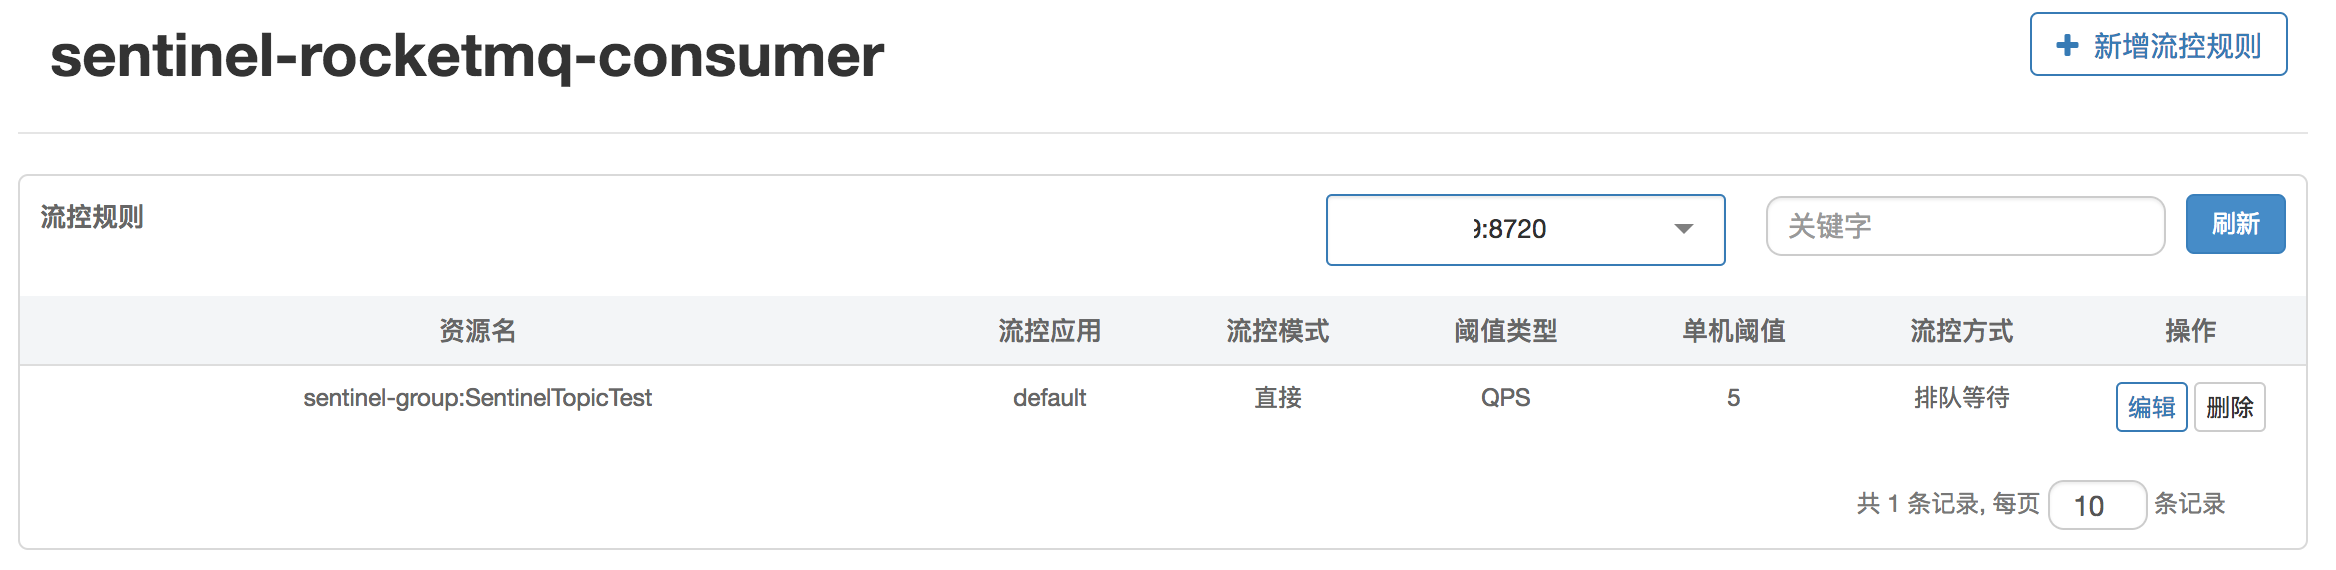 sentinel-rocketmq-consumer
新增流控规则
流控规则
:8720
关键字
刷新
资源名 流控应用 流控模式 阈值类型 单机阈值 流控方式 操作
sentinel-group:SentinelTopicTest default 直接 QPS 5 排队等待 编辑 删除
共 1 条记录, 每页 10 条记录